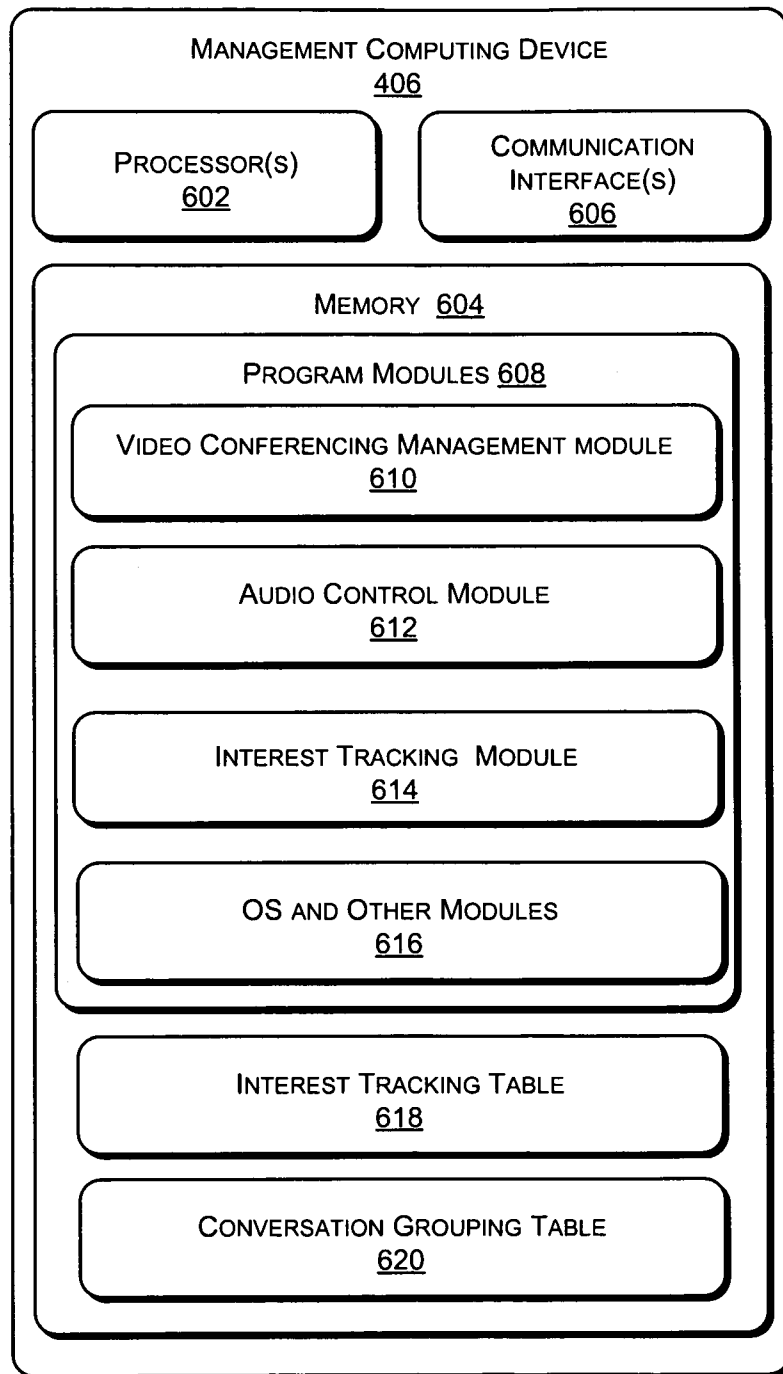 MANAGEMENT COMPUTING DEVICE
406
PROCESSOR(S)
602
COMMUNICATION
INTERFACE(S)
606
MEMORY 604
PROGRAM MODULES 608
VIDEO CONFERENCING MANAGEMENT MODULE
610
AUDIO CONTROL MODULE
612
INTEREST TRACKING MODULE
614
OS AND OTHER MODULES
616
INTEREST TRACKING TABLE
618
CONVERSATION GROUPING TABLE
620